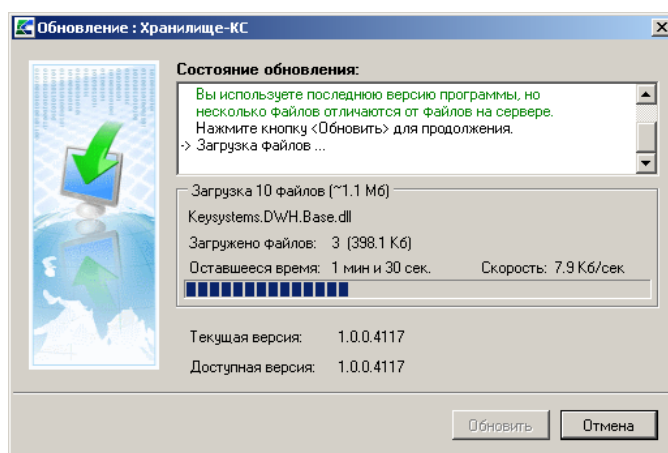 Обновление : Хранилище-КС
Состояние обновления:
Вы используете последнюю версию программы, но
несколько файлов отличаются от файлов на сервере.
Нажмите кнопку <Обновить> для продолжения.
-> Загрузка файлов ...
Загрузка 10 файлов (~1.1 Мб)
Keysystems.DWH.Base.dll
Загружено файлов: 3 (398.1 Кб)
Оставшееся время: 1 мин и 30 сек. Скорость: 7.9 Кб/сек
Текущая версия: 1.0.0.4117
Доступная версия: 1.0.0.4117
Обновить Отмена